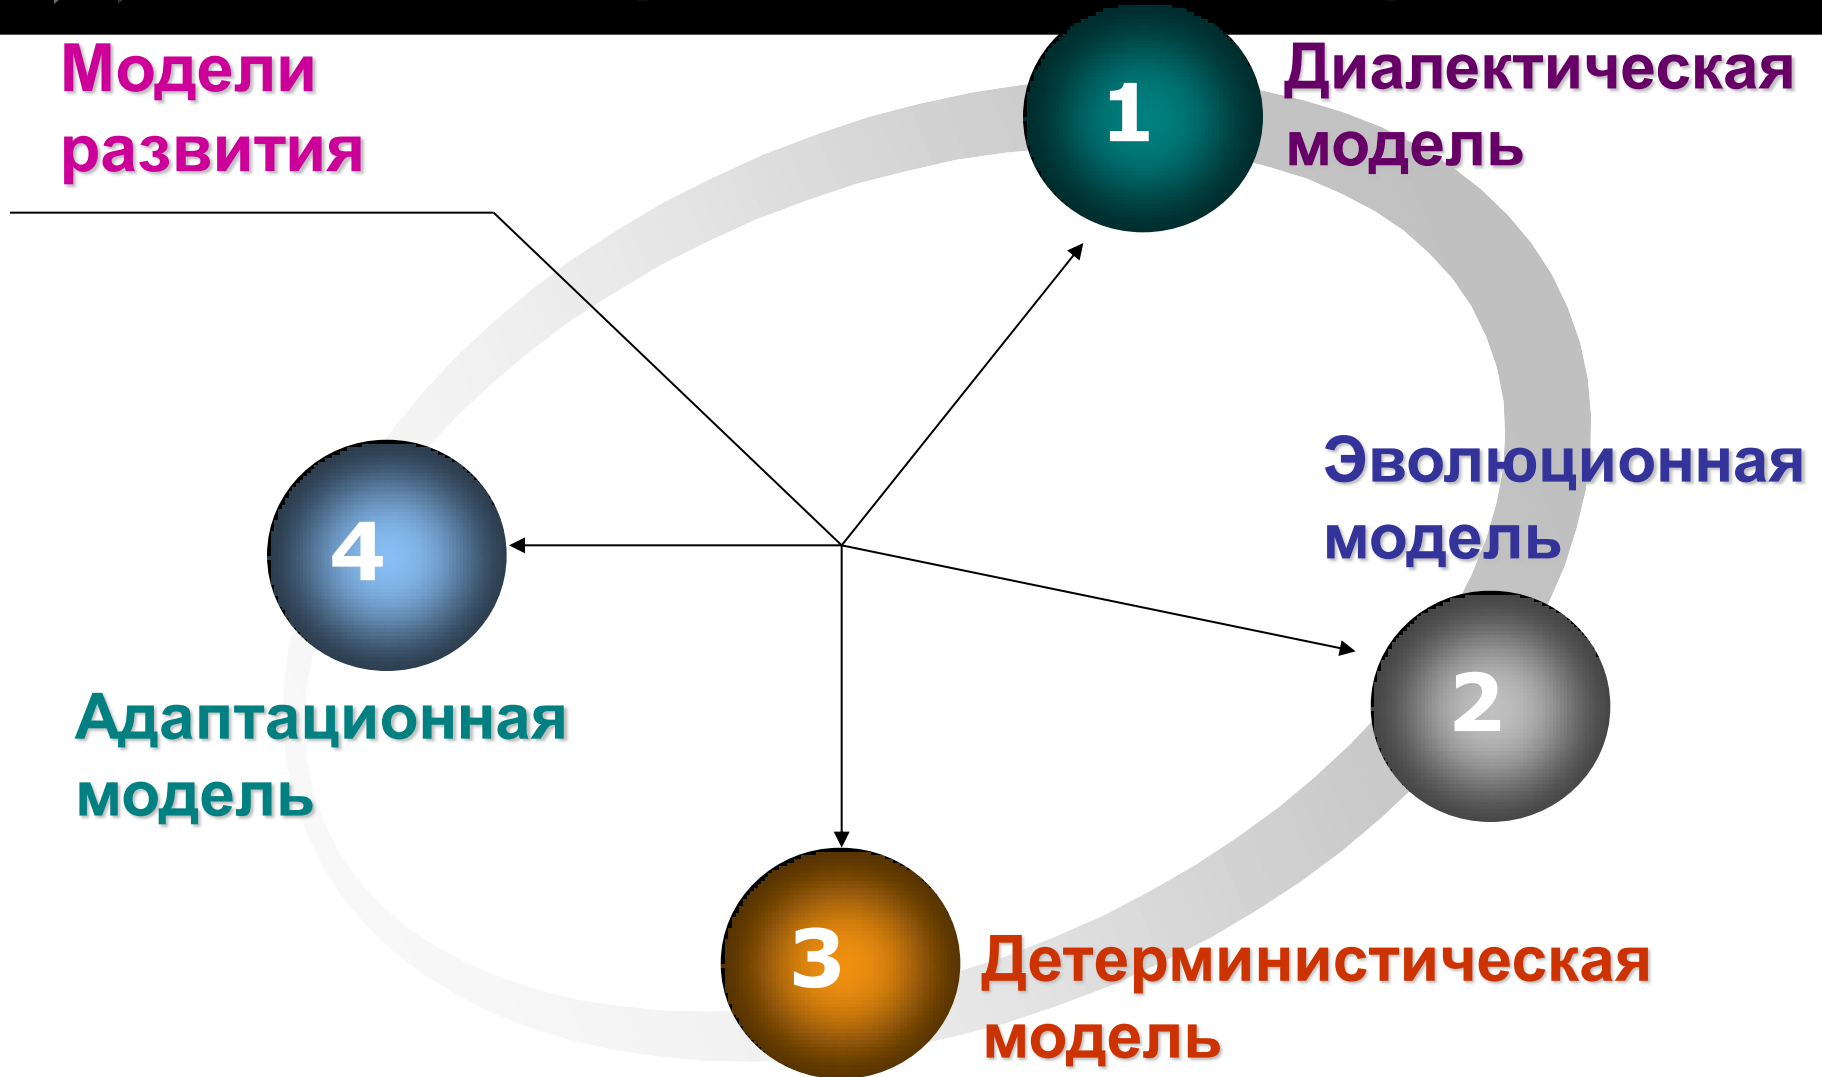 Модели
развития
1
Диалектическая
модель
Эволюционная
модель
2
3
Детерминистическая
модель
4
Адаптационная
модель